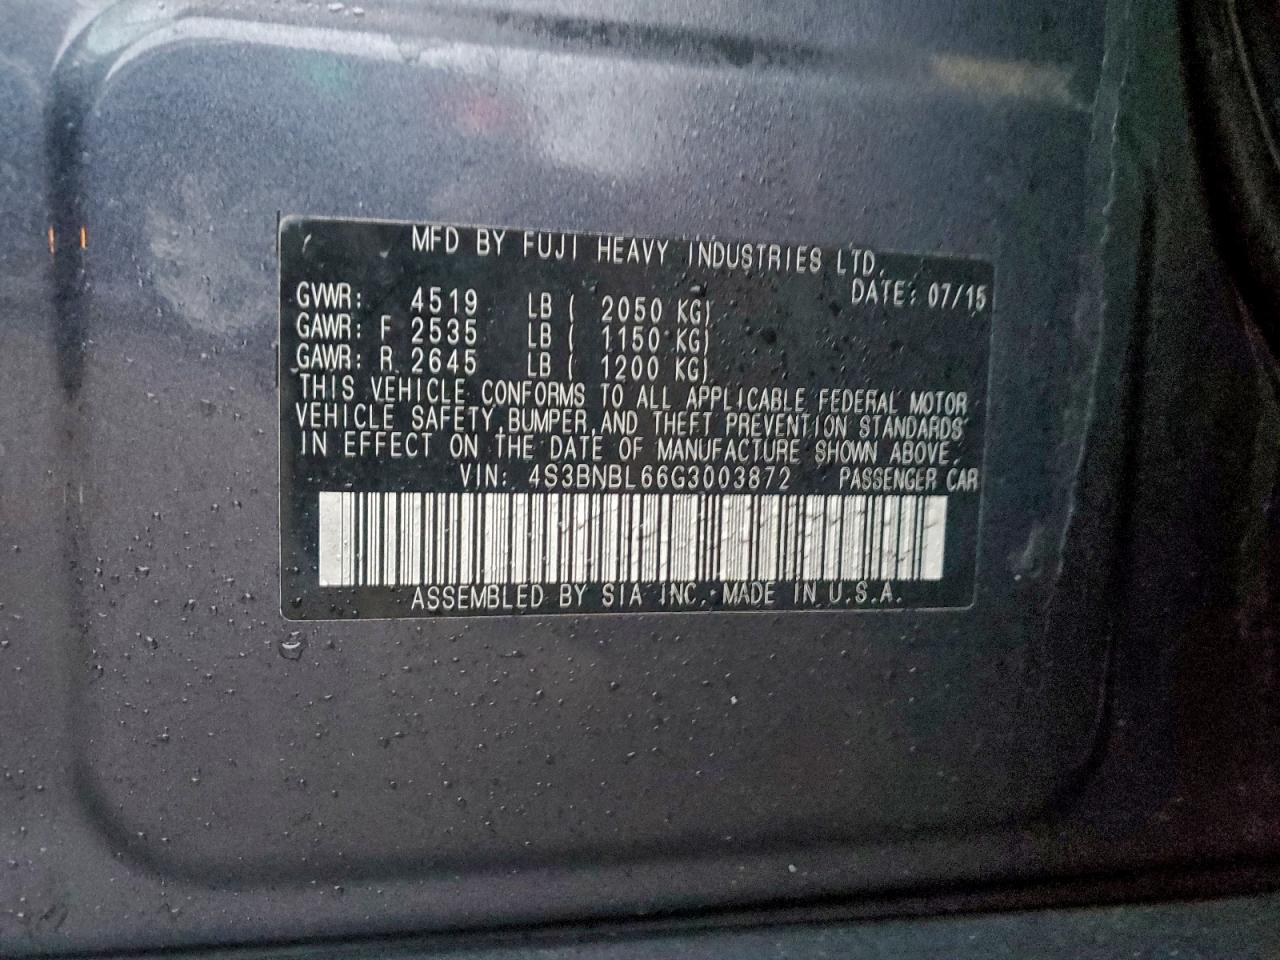 MFD BY FUJI HEAVY INDUSTRIES LTD.
DATE: 07/15
GVWR: 4519 LB ( 2050 KG)
GAWR: F 2535 LB ( 1150 KG)
GAWR: R 2645 LB ( 1200 KG)
THIS VEHICLE CONFORMS TO ALL APPLICABLE FEDERAL MOTOR
VEHICLE SAFETY, BUMPER, AND THEFT PREVENTION STANDARDS
IN EFFECT ON THE DATE OF MANUFACTURE SHOWN ABOVE.
VIN: 4S3BNBL66G3003872 PASSENGER CAR
ASSEMBLED BY SIA INC. MADE IN U.S.A.